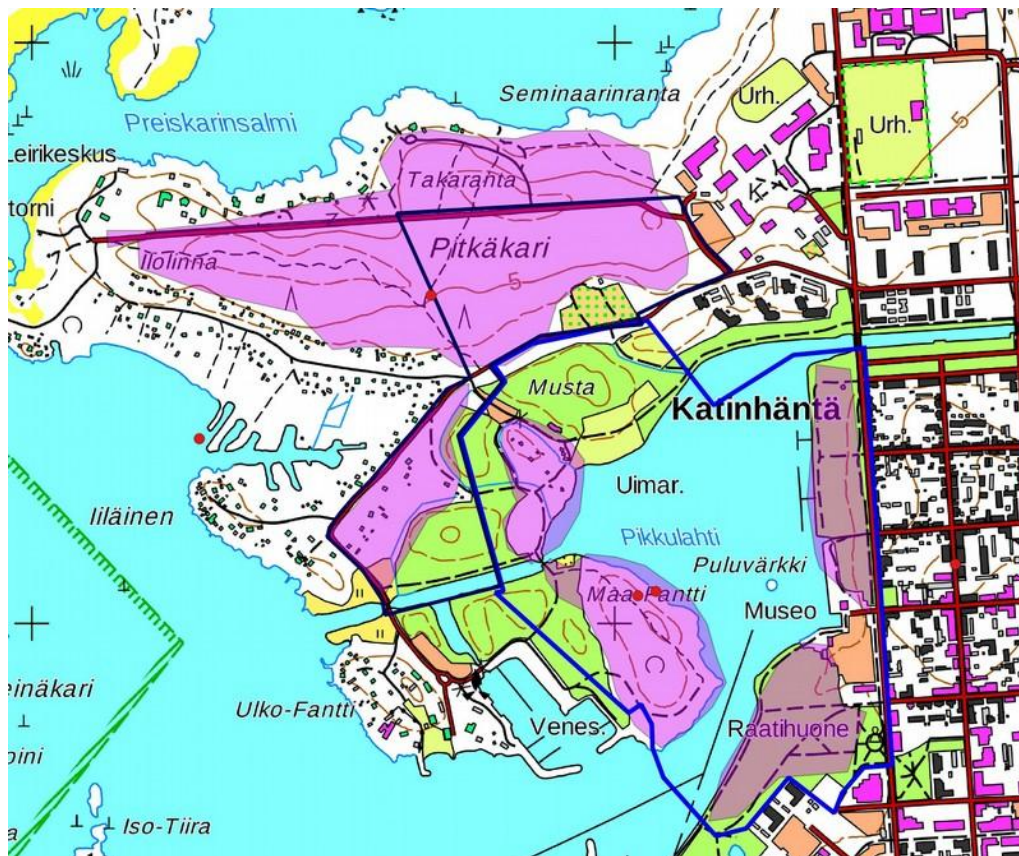 Seminaarinranta
Urh.
Preiskarinsalmi
Urh.
5
Leirikeskus
Takaranta
K
torni
Pitkäkari
Ilolinna
5
Musta
Katinhäntä
Uimar.
Iiläinen
Pikkulahti
Puluvärkki
Maa-Fantti
Museo
einäkari
Ulko-Fantti
Venes.
Raatihuone
oini
Iso-Tiira
a